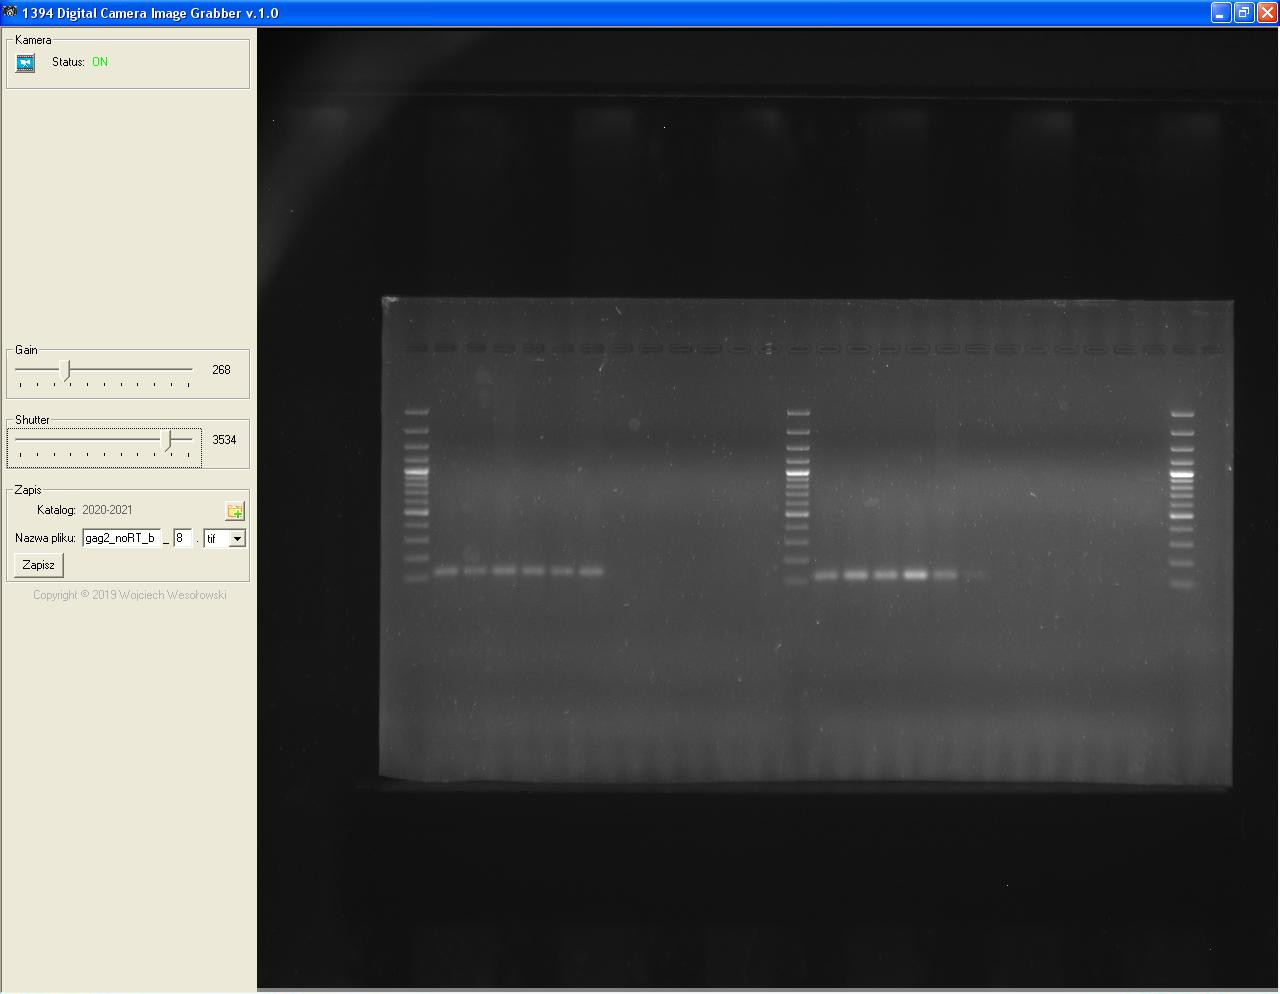 1394 Digital Camera Image Grabber v.1.0
Kamera
Status: ON
Gain
268
Shutter
3534
Zapis
Katalog: 2020-2021
Nazwa pliku: gag2_noRT_b _ 8 . tif
Zapisz
Copyright © 2019 Wojciech Wesołowski